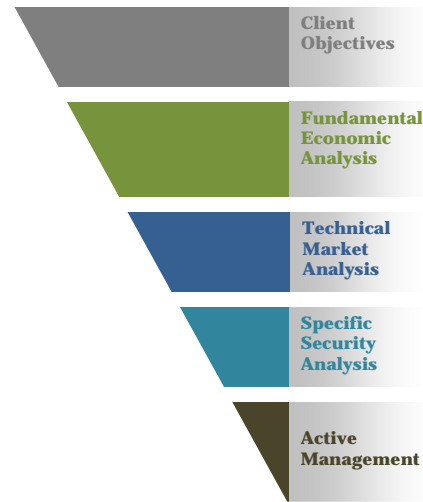 Client
Objectives
Fundamental
Economic
Analysis
Technical
Market
Analysis
Specific
Security
Analysis
Active
Management